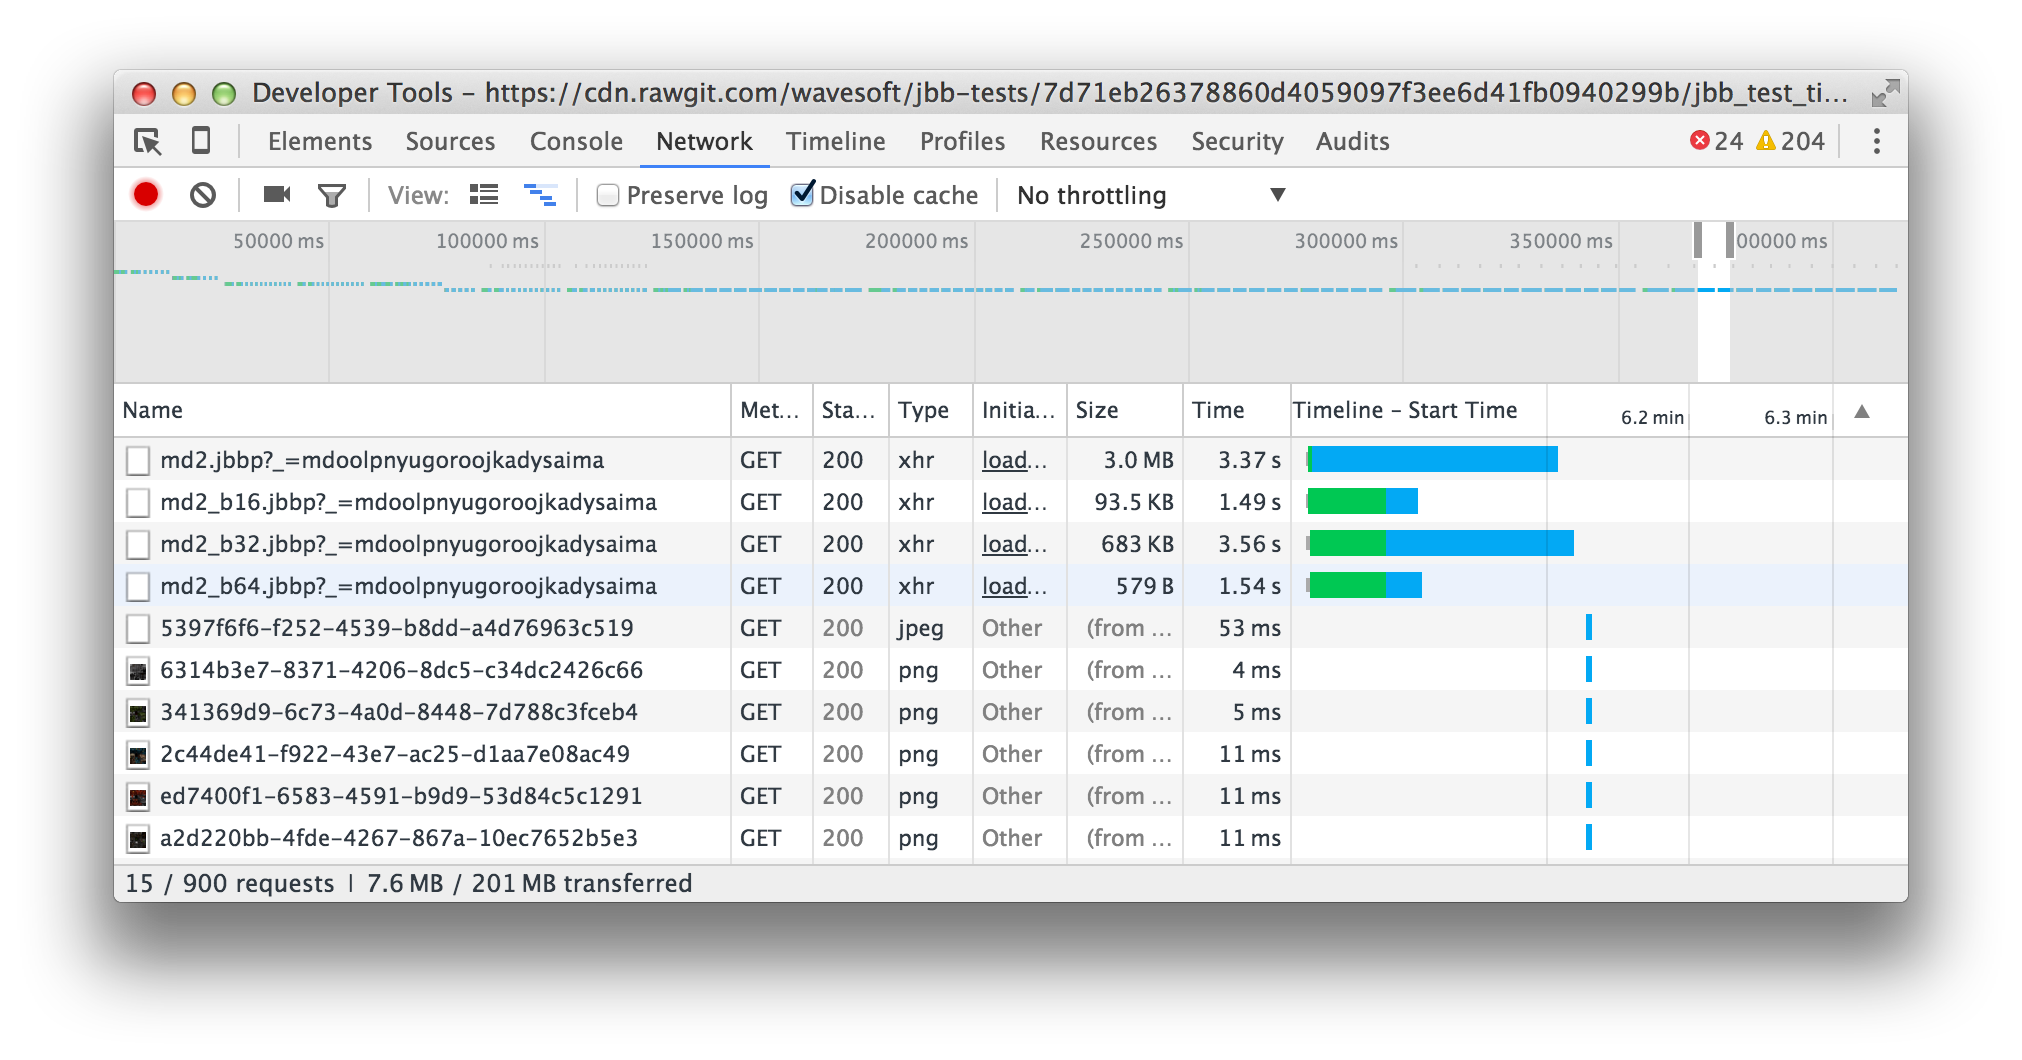 Developer Tools - https://cdn.rawgit.com/wavesoft/jbb-tests/7d71eb26378860d4059097f3ee6d41fb0940299b/jbb_test_ti...
Elements Sources Console Network Timeline Profiles Resources Security Audits 24 204
View: Preserve log Disable cache No throttling
50000 ms 100000 ms 150000 ms 200000 ms 250000 ms 300000 ms 350000 ms 00000 ms
Name Met... Sta... Type Initia... Size Time Timeline – Start Time 6.2 min 6.3 min
md2.jbbp?_=mdoolpnyugoroojkadysaima GET 200 xhr load... 3.0 MB 3.37 s
md2_b16.jbbp?_=mdoolpnyugoroojkadysaima GET 200 xhr load... 93.5 KB 1.49 s
md2_b32.jbbp?_=mdoolpnyugoroojkadysaima GET 200 xhr load... 683 KB 3.56 s
md2_b64.jbbp?_=mdoolpnyugoroojkadysaima GET 200 xhr load... 579 B 1.54 s
5397f6f6-f252-4539-b8dd-a4d76963c519 GET 200 jpeg Other (from ... 53 ms
6314b3e7-8371-4206-8dc5-c34dc2426c66 GET 200 png Other (from ... 4 ms
341369d9-6c73-4a0d-8448-7d788c3fceb4 GET 200 png Other (from ... 5 ms
2c44de41-f922-43e7-ac25-d1aa7e08ac49 GET 200 png Other (from ... 11 ms
ed7400f1-6583-4591-b9d9-53d84c5c1291 GET 200 png Other (from ... 11 ms
a2d220bb-4fde-4267-867a-10ec7652b5e3 GET 200 png Other (from ... 11 ms
15 / 900 requests | 7.6 MB / 201 MB transferred